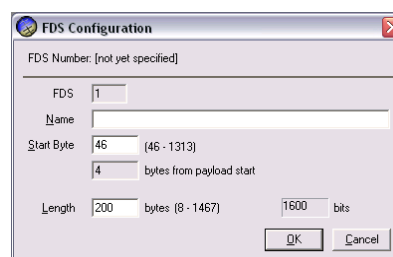 FDS Configuration
FDS Number: [not yet specified]
FDS 1
Name
Start Byte 46 (46 - 1313)
4 bytes from payload start
Length 200 bytes (8 - 1467) 1600 bits
OK Cancel